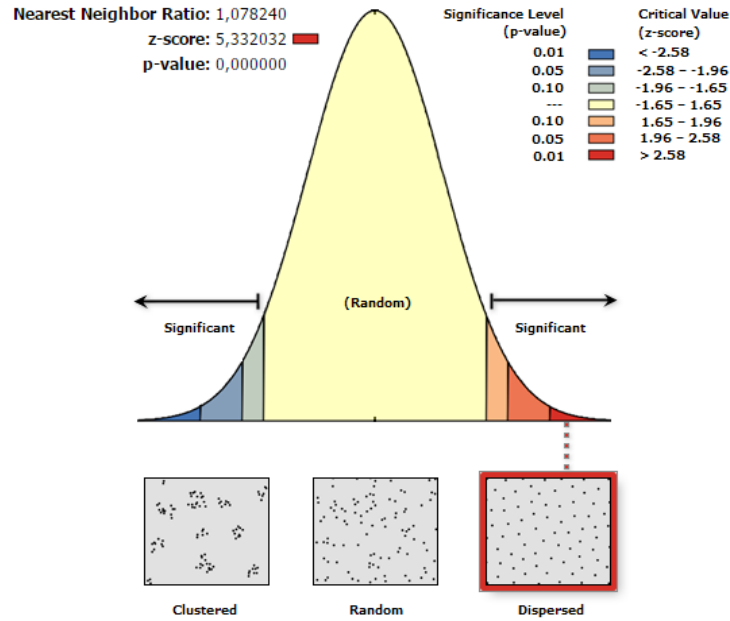 Nearest Neighbor Ratio: 1,078240
z-score: 5,332032
p-value: 0,000000
Significance Level
(p-value)
Critical Value
(z-score)
0.01 < -2.58
0.05 -2.58 – -1.96
0.10 -1.96 – -1.65
--- -1.65 – 1.65
0.10 1.65 – 1.96
0.05 1.96 – 2.58
0.01 > 2.58
Significant
(Random)
Significant
Clustered
Random
Dispersed